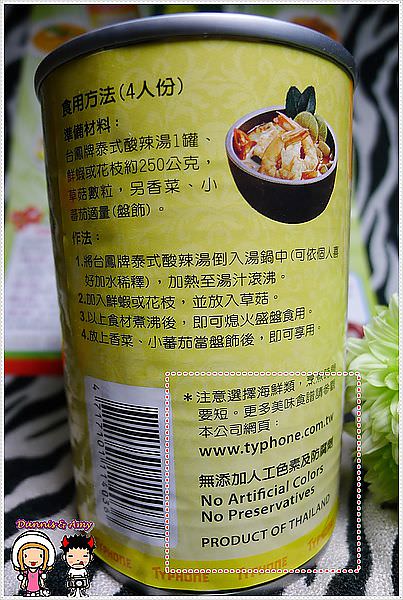 食用方法(4人份)
準備材料：
台鳳牌泰式酸辣湯1罐、
鮮蝦或花枝約250公克，
草菇數粒，另香菜、小
蕃茄適量(盤飾)。
作法：
1.將台鳳牌泰式酸辣湯倒入湯鍋中(可依個人喜
好加水稀釋)，加熱至湯汁滾沸。
2.加入鮮蝦或花枝，並放入草菇。
3.以上食材煮沸後，即可熄火盛盤食用。
4.放上香菜、小蕃茄當盤飾後，即可享用。
＊注意選擇海鮮類，烹煮時間
要短。更多美味食譜請參觀
本公司網頁：
www.typhone.com.tw
無添加人工色素及防腐劑
No Artificial Colors
No Preservatives
PRODUCT OF THAILAND
TYPHONE TYPHONE TYPHONE
Dannis & Amy